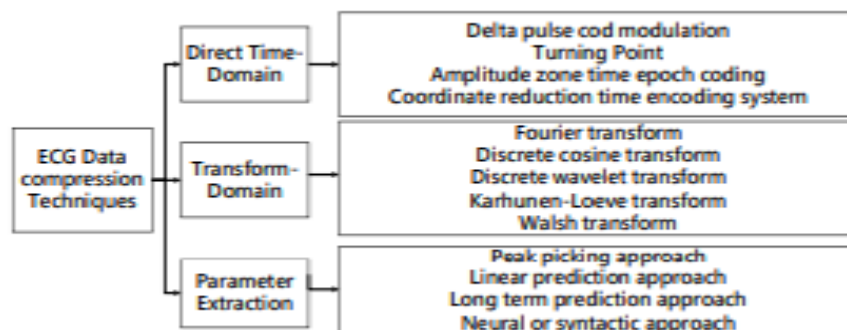 ECG Data
compression
Techniques
Direct Time-
Domain
Delta pulse cod modulation
Turning Point
Amplitude zone time epoch coding
Coordinate reduction time encoding system
Transform-
Domain
Fourier transform
Discrete cosine transform
Discrete wavelet transform
Karhunen-Loeve transform
Walsh transform
Parameter
Extraction
Peak picking approach
Linear prediction approach
Long term prediction approach
Neural or syntactic approach